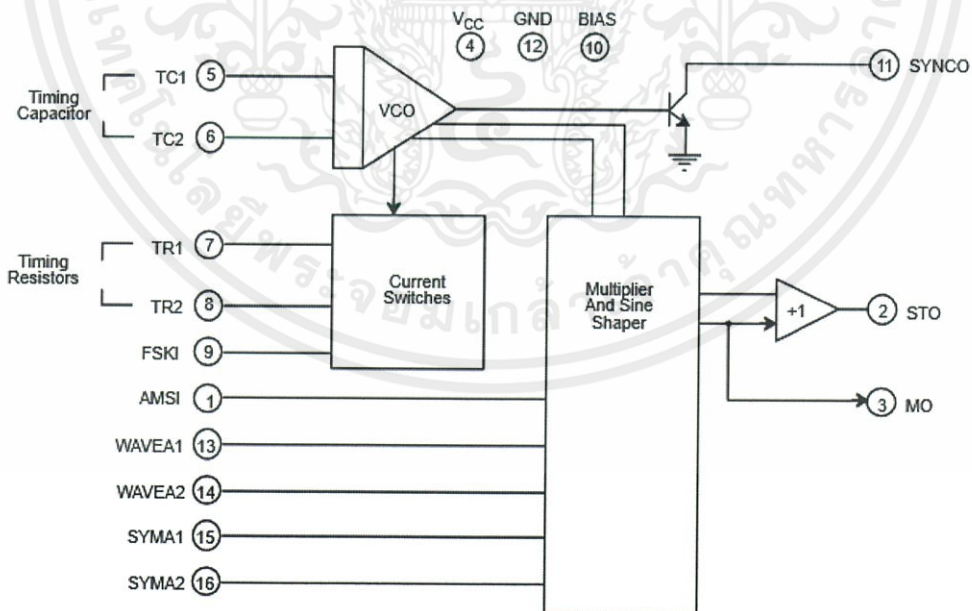 VCC GND BIAS
4 12 10
Timing
Capacitor
TC1 5
TC2 6
VCO
11 SYNCO
Timing
Resistors
TR1 7
TR2 8
FSKI 9
Current
Switches
Multiplier
And Sine
Shaper
+1
2 STO
3 MO
AMSI 1
WAVEA1 13
WAVEA2 14
SYMA1 15
SYMA2 16